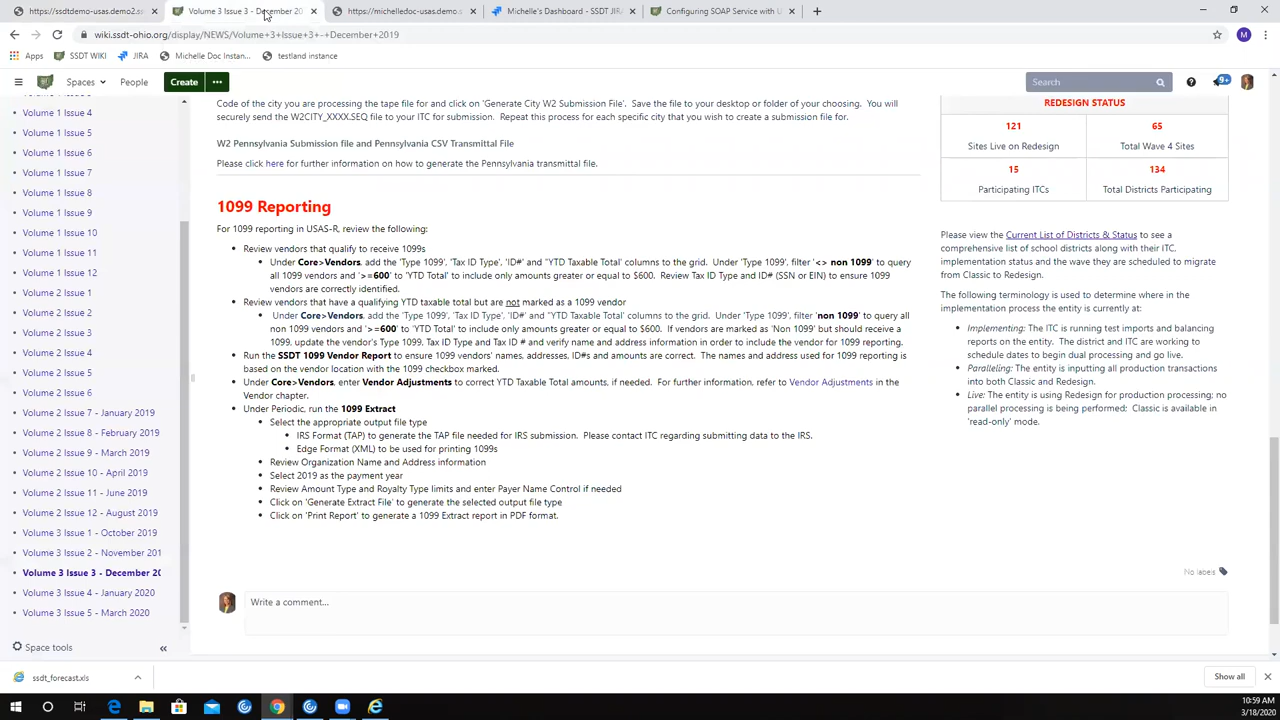 https://ssdtdemo-usas.demo2.ss
Volume 3 Issue 3 - December 20
https://michelledoc-usas.demo.s
Michelle's Dashboard - SSDT JIRA
Configuring SOAP Service with U
wiki.ssdt-ohio.org/display/NEWS/Volume+3+Issue+3+-+December+2019
M
Apps
SSDT WIKI
JIRA
Michelle Doc Instan...
testland instance
Spaces
People
Create
Search
9+
Volume 1 Issue 4
Volume 1 Issue 5
Volume 1 Issue 6
Volume 1 Issue 7
Volume 1 Issue 8
Volume 1 Issue 9
Volume 1 Issue 10
Volume 1 Issue 11
Volume 1 Issue 12
Volume 2 Issue 1
Volume 2 Issue 2
Volume 2 Issue 3
Volume 2 Issue 4
Volume 2 Issue 5
Volume 2 Issue 6
Volume 2 Issue 7 - January 2019
Volume 2 Issue 8 - February 2019
Volume 2 Issue 9 - March 2019
Volume 2 Issue 10 - April 2019
Volume 2 Issue 11 - June 2019
Volume 2 Issue 12 - August 2019
Volume 3 Issue 1 - October 2019
Volume 3 Issue 2 - November 201
Volume 3 Issue 3 - December 20
Volume 3 Issue 4 - January 2020
Volume 3 Issue 5 - March 2020
Space tools
Code of the city you are processing the tape file for and click on 'Generate City W2 Submission File'. Save the file to your desktop or folder of your choosing. You will
securely send the W2CITY_XXXX.SEQ file to your ITC for submission. Repeat this process for each specific city that you wish to create a submission file for.
W2 Pennsylvania Submission file and Pennsylvania CSV Transmittal File
Please click here for further information on how to generate the Pennsylvania transmittal file.
1099 Reporting
For 1099 reporting in USAS-R, review the following:
Review vendors that qualify to receive 1099s
Under Core>Vendors, add the 'Type 1099', 'Tax ID Type', 'ID#' and "YTD Taxable Total' columns to the grid. Under 'Type 1099', filter '<> non 1099' to query
all 1099 vendors and '>=600' to 'YTD Total' to include only amounts greater or equal to $600. Review Tax ID Type and ID# (SSN or EIN) to ensure 1099
vendors are correctly identified.
Review vendors that have a qualifying YTD taxable total but are not marked as a 1099 vendor
Under Core>Vendors, add the 'Type 1099', 'Tax ID Type', 'ID#' and "YTD Taxable Total' columns to the grid. Under 'Type 1099', filter 'non 1099' to query all
non 1099 vendors and '>=600' to 'YTD Total' to include only amounts greater or equal to $600. If vendors are marked as 'Non 1099' but should receive a
1099, update the vendor's Type 1099, Tax ID Type and Tax ID # and verify name and address information in order to include the vendor for 1099 reporting.
Run the SSDT 1099 Vendor Report to ensure 1099 vendors' names, addresses, ID#s and amounts are correct. The names and address used for 1099 reporting is
based on the vendor location with the 1099 checkbox marked.
Under Core>Vendors, enter Vendor Adjustments to correct YTD Taxable Total amounts, if needed. For further information, refer to Vendor Adjustments in the
Vendor chapter.
Under Periodic, run the 1099 Extract
Select the appropriate output file type
IRS Format (TAP) to generate the TAP file needed for IRS submission. Please contact ITC regarding submitting data to the IRS.
Edge Format (XML) to be used for printing 1099s
Review Organization Name and Address information
Select 2019 as the payment year
Review Amount Type and Royalty Type limits and enter Payer Name Control if needed
Click on 'Generate Extract File' to generate the selected output file type
Click on 'Print Report' to generate a 1099 Extract report in PDF format.
No labels
Write a comment...
REDESIGN STATUS
121
Sites Live on Redesign
65
Total Wave 4 Sites
15
Participating ITCs
134
Total Districts Participating
Please view the Current List of Districts & Status to see a
comprehensive list of school districts along with their ITC,
implementation status and the wave they are scheduled to migrate
from Classic to Redesign.
The following terminology is used to determine where in the
implementation process the entity is currently at:
Implementing: The ITC is running test imports and balancing
reports on the entity. The district and ITC are working to
schedule dates to begin dual processing and go live.
Paralleling: The entity is inputting all production transactions
into both Classic and Redesign.
Live: The entity is using Redesign for production processing; no
parallel processing is being performed; Classic is available in
'read-only' mode.
ssdt_forecast.xls
Show all
10:59 AM
3/18/2020